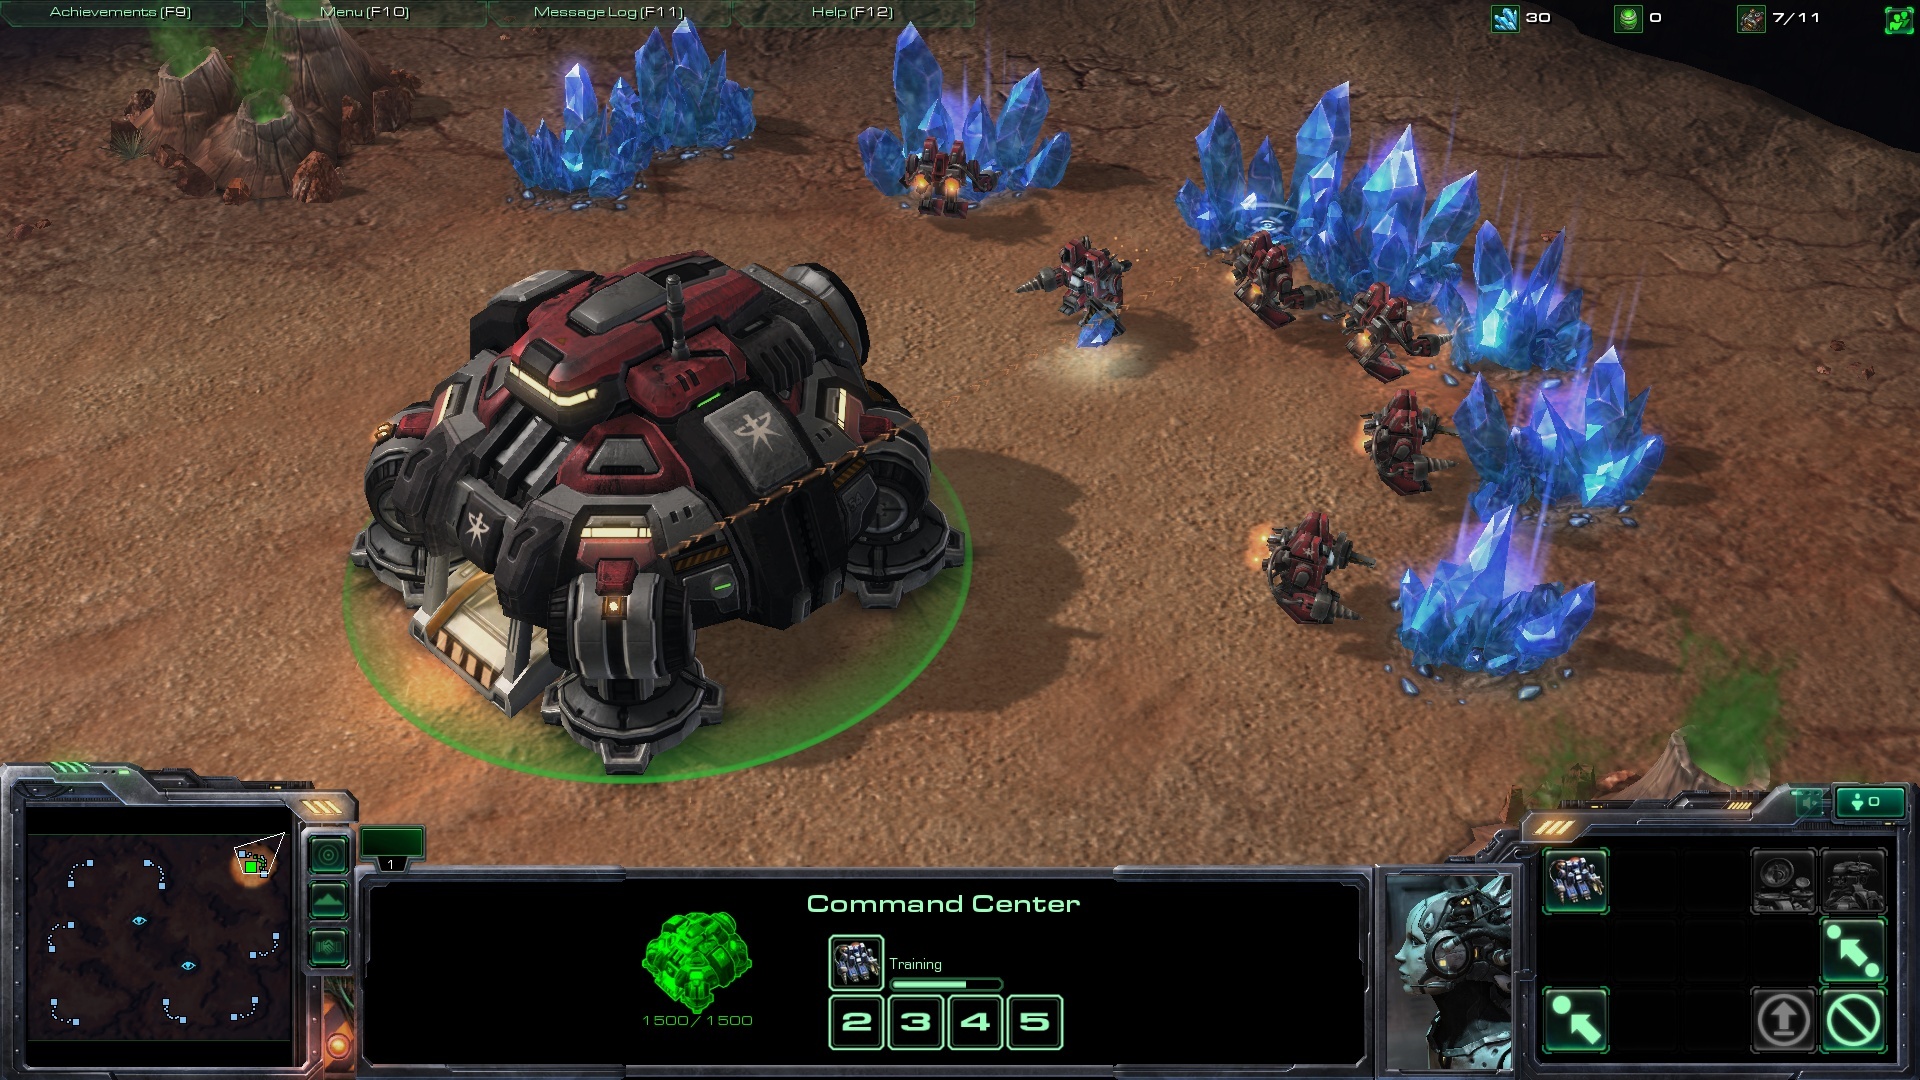 Achievements (F9) Menu (F10) Message Log (F11) Help (F12) 30 0 7/11
0
1
Command Center
Training
1500/1500
2 3 4 5